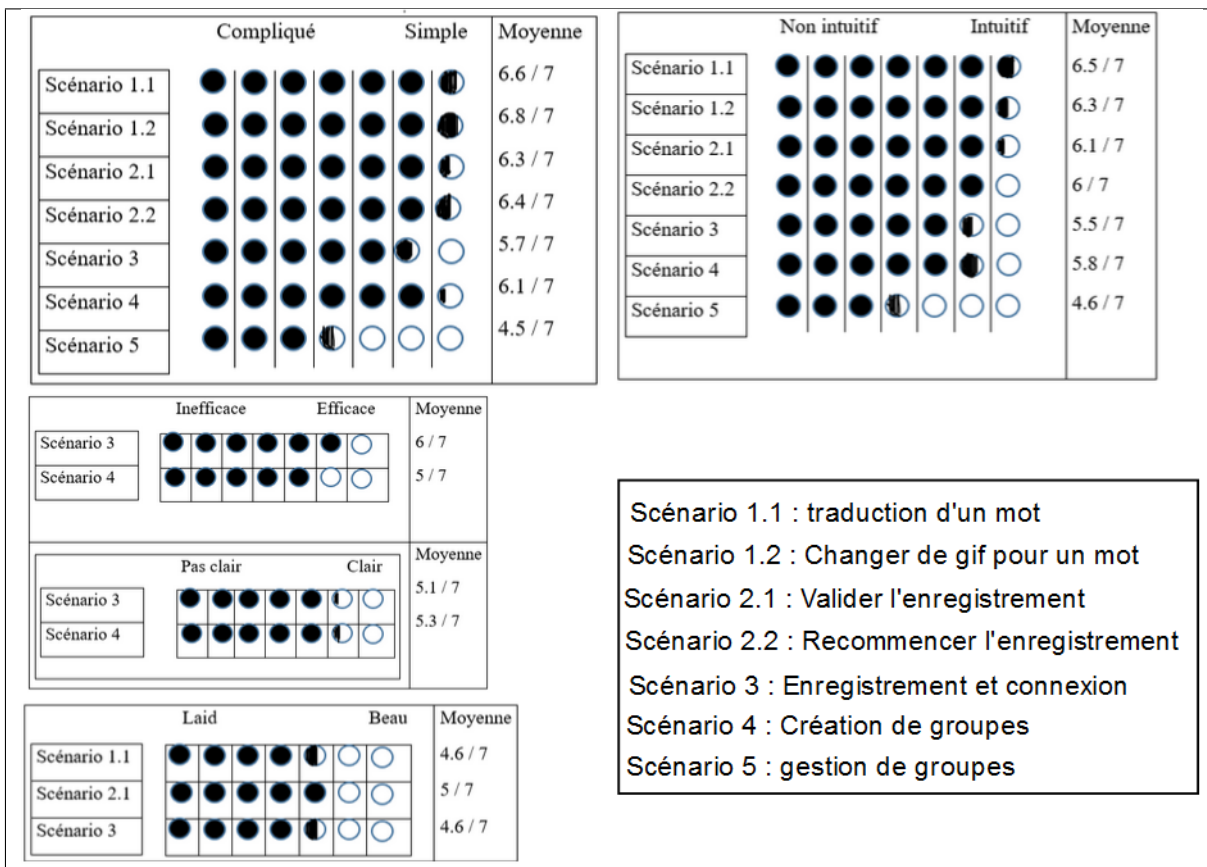 Compliqué Simple Moyenne
Scénario 1.1 6.6 / 7
Scénario 1.2 6.8 / 7
Scénario 2.1 6.3 / 7
Scénario 2.2 6.4 / 7
Scénario 3 5.7 / 7
Scénario 4 6.1 / 7
Scénario 5 4.5 / 7
Non intuitif Intuitif Moyenne
Scénario 1.1 6.5 / 7
Scénario 1.2 6.3 / 7
Scénario 2.1 6.1 / 7
Scénario 2.2 6 / 7
Scénario 3 5.5 / 7
Scénario 4 5.8 / 7
Scénario 5 4.6 / 7
Inefficace Efficace Moyenne
Scénario 3 6 / 7
Scénario 4 5 / 7
Pas clair Clair Moyenne
Scénario 3 5.1 / 7
Scénario 4 5.3 / 7
Laid Beau Moyenne
Scénario 1.1 4.6 / 7
Scénario 2.1 5 / 7
Scénario 3 4.6 / 7
Scénario 1.1 : traduction d'un mot
Scénario 1.2 : Changer de gif pour un mot
Scénario 2.1 : Valider l'enregistrement
Scénario 2.2 : Recommencer l'enregistrement
Scénario 3 : Enregistrement et connexion
Scénario 4 : Création de groupes
Scénario 5 : gestion de groupes